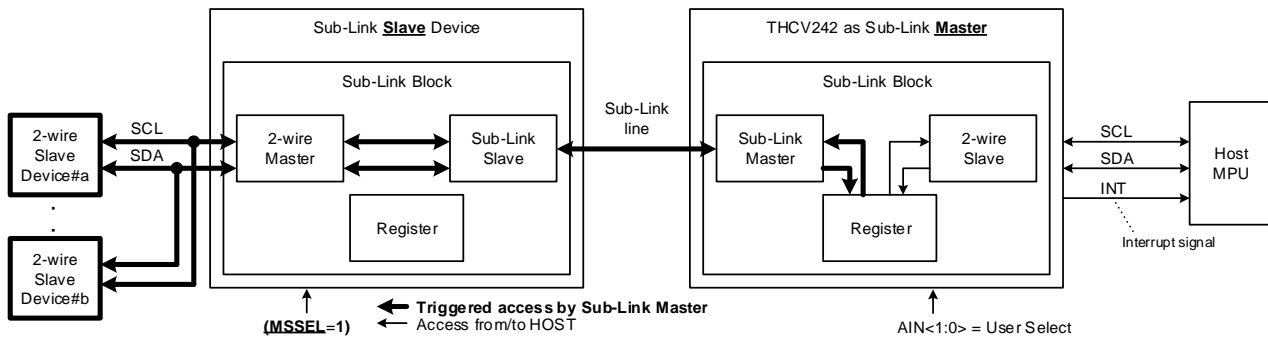 Sub-Link Slave Device
THCV242 as Sub-Link Master
Sub-Link Block
Sub-Link Block
2-wire
Slave
Device#a
SCL
SDA
2-wire
Master
Sub-Link
Slave
Register
Sub-Link
line
Sub-Link
Master
2-wire
Slave
Register
SCL
SDA
INT
Interrupt signal
Host
MPU
.
.
2-wire
Slave
Device#b
(MSSEL=1)
Triggered access by Sub-Link Master
Access from/to HOST
AIN<1:0> = User Select